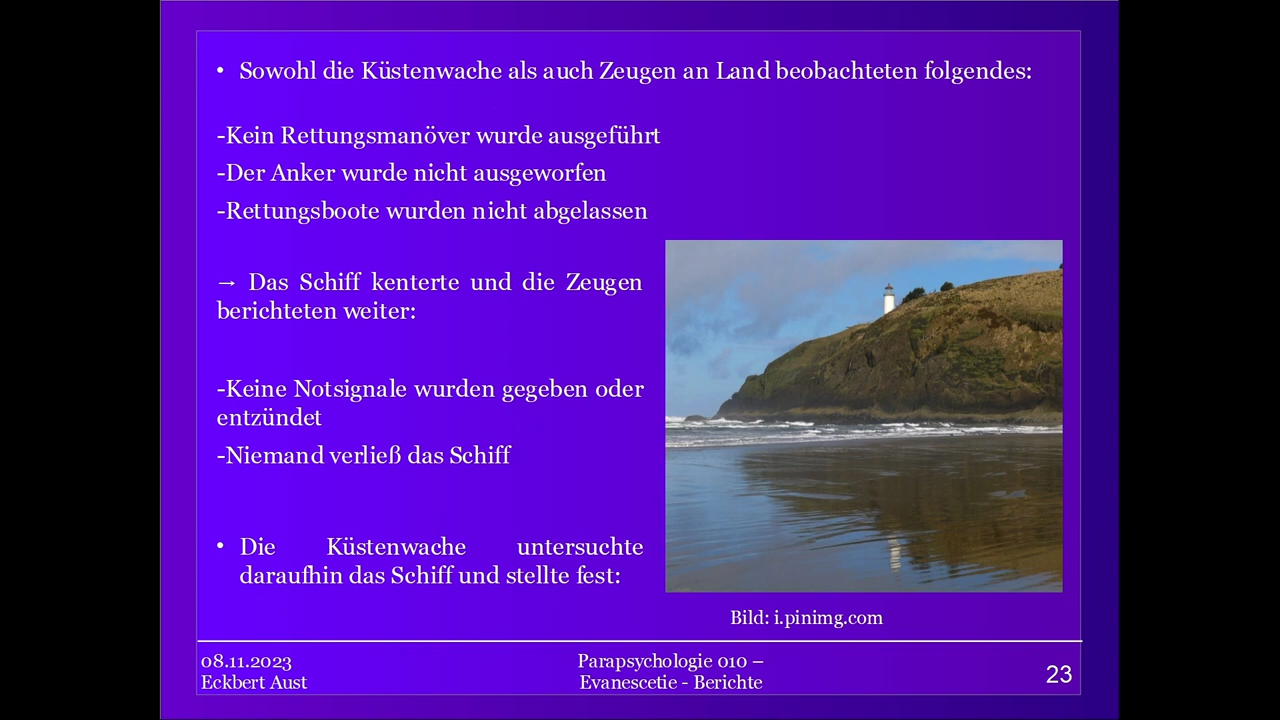 • Sowohl die Küstenwache als auch Zeugen an Land beobachteten folgendes:
-Kein Rettungsmanöver wurde ausgeführt
-Der Anker wurde nicht ausgeworfen
-Rettungsboote wurden nicht abgelassen
→ Das Schiff kenterte und die Zeugen
berichteten weiter:
-Keine Notsignale wurden gegeben oder
entzündet
-Niemand verließ das Schiff
• Die Küstenwache untersuchte
daraufhin das Schiff und stellte fest:
Bild: i.pinimg.com
08.11.2023
Eckbert Aust
Parapsychologie 010 –
Evanescetie - Berichte
23